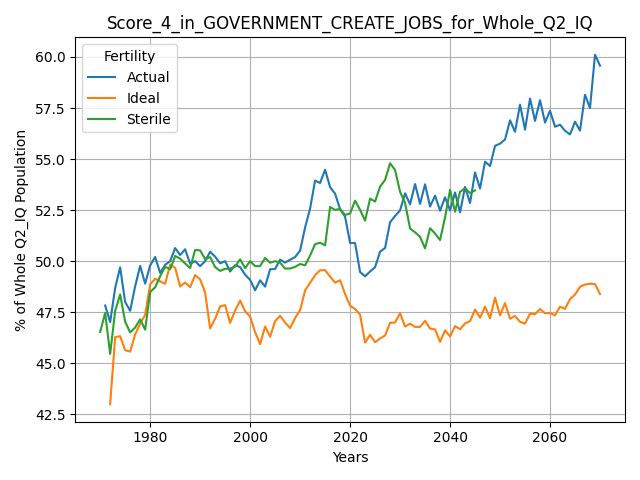 Score_4_in_GOVERNMENT_CREATE_JOBS_for_Whole_Q2_IQ
% of Whole Q2_IQ Population
60.0
57.5
55.0
52.5
50.0
47.5
45.0
42.5
Fertility
Actual
Ideal
Sterile
1980 2000 2020 2040 2060
Years